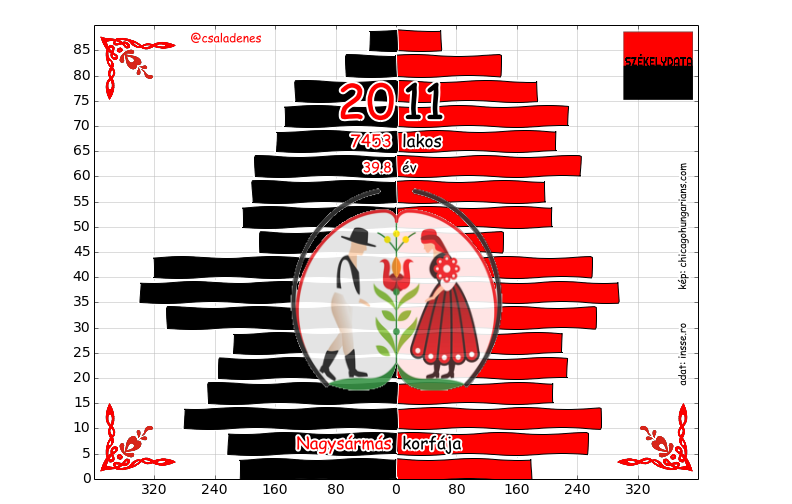 @csaladenes
SZÉKELYDATA
2011
7453 lakos
39.8 év
kép: chicagohungarians.com
adat: insse.ro
Nagysármás korfája
85
80
75
70
65
60
55
50
45
40
35
30
25
20
15
10
5
0
320 240 160 80 0 80 160 240 320